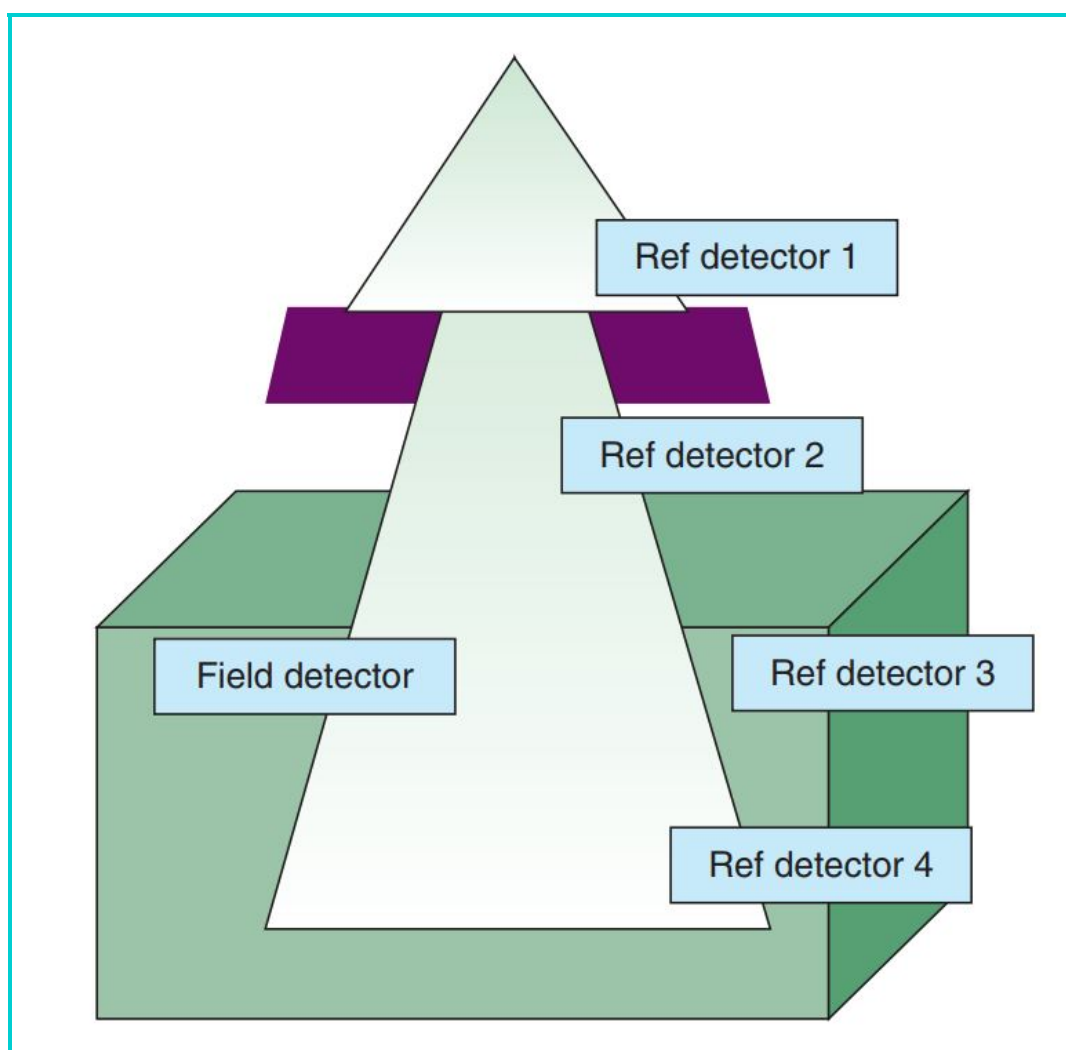 Ref detector 1
Ref detector 2
Field detector
Ref detector 3
Ref detector 4